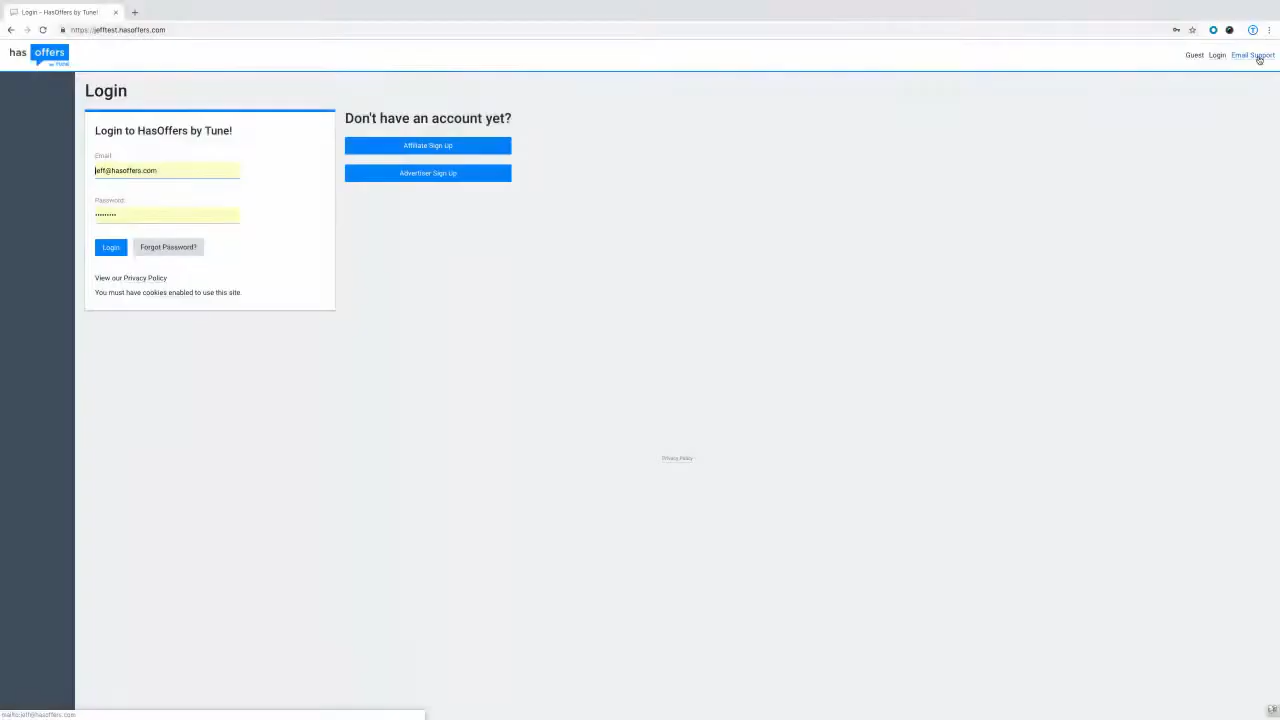 Login - HasOffers by Tune!
https://jefftest.hasoffers.com
has offers
by TUNE
Guest Login Email Support
Login
Login to HasOffers by Tune!
Email:
jeff@hasoffers.com
Password:
•••••••••
Login Forgot Password?
View our Privacy Policy
You must have cookies enabled to use this site.
Don't have an account yet?
Affiliate Sign Up
Advertiser Sign Up
Privacy Policy
mailto:jeff@hasoffers.com